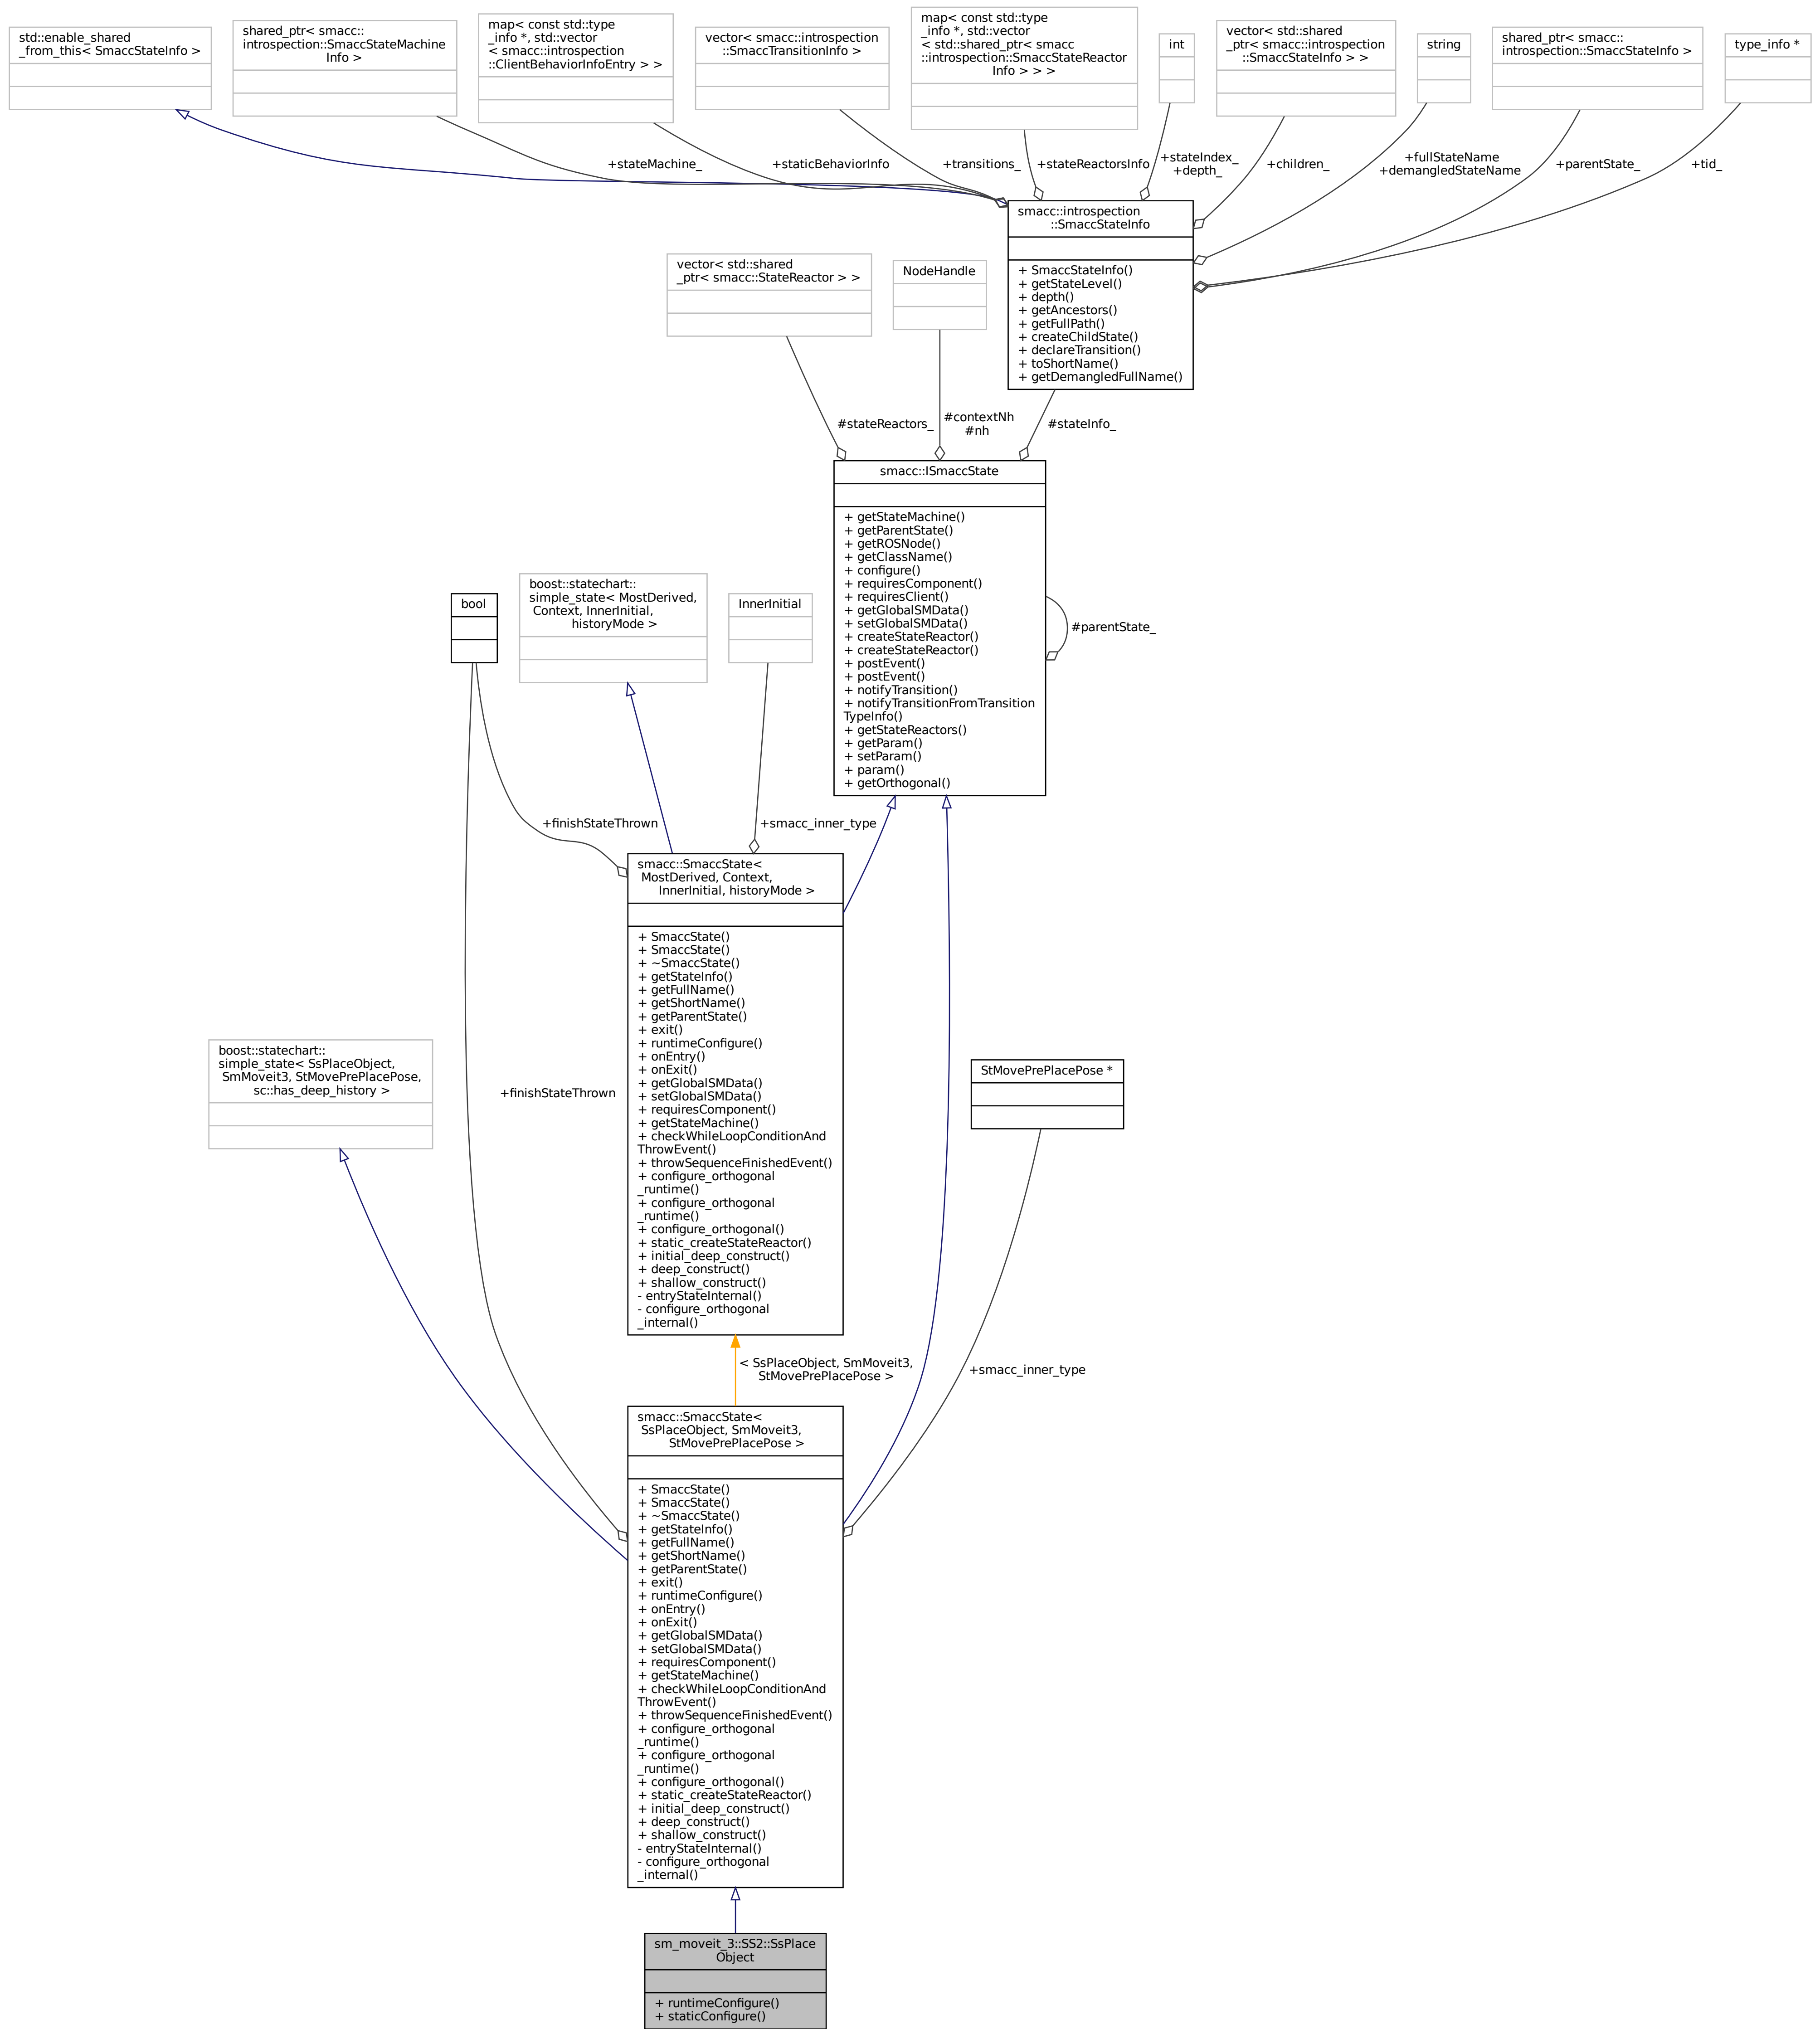 std::enable_shared
_from_this< SmaccStateInfo >
shared_ptr< smacc::
introspection::SmaccStateMachine
Info >
map< const std::type
_info *, std::vector
< smacc::introspection
::ClientBehaviorInfoEntry > >
vector< smacc::introspection
::SmaccTransitionInfo >
map< const std::type
_info *, std::vector
< std::shared_ptr< smacc
::introspection::SmaccStateReactor
Info > > >
int
vector< std::shared
_ptr< smacc::introspection
::SmaccStateInfo > >
string
shared_ptr< smacc::
introspection::SmaccStateInfo >
type_info *
+stateMachine_
+staticBehaviorInfo
+transitions_
+stateReactorsInfo
+stateIndex_
+depth_
+children_
+fullStateName
+demangledStateName
+parentState_
+tid_
smacc::introspection
::SmaccStateInfo
+ SmaccStateInfo()
+ getStateLevel()
+ depth()
+ getAncestors()
+ getFullPath()
+ createChildState()
+ declareTransition()
+ toShortName()
+ getDemangledFullName()
vector< std::shared
_ptr< smacc::StateReactor > >
NodeHandle
#stateReactors_
#contextNh
#nh
#stateInfo_
smacc::ISmaccState
+ getStateMachine()
+ getParentState()
+ getROSNode()
+ getClassName()
+ configure()
+ requiresComponent()
+ requiresClient()
+ getGlobalSMData()
+ setGlobalSMData()
+ createStateReactor()
+ createStateReactor()
+ postEvent()
+ postEvent()
+ notifyTransition()
+ notifyTransitionFromTransition
TypeInfo()
+ getStateReactors()
+ getParam()
+ setParam()
+ param()
+ getOrthogonal()
#parentState_
bool
boost::statechart::
simple_state< MostDerived,
Context, InnerInitial,
historyMode >
InnerInitial
+finishStateThrown
+smacc_inner_type
smacc::SmaccState<
MostDerived, Context,
InnerInitial, historyMode >
+ SmaccState()
+ SmaccState()
+ ~SmaccState()
+ getStateInfo()
+ getFullName()
+ getShortName()
+ getParentState()
+ exit()
+ runtimeConfigure()
+ onEntry()
+ onExit()
+ getGlobalSMData()
+ setGlobalSMData()
+ requiresComponent()
+ getStateMachine()
+ checkWhileLoopConditionAnd
ThrowEvent()
+ throwSequenceFinishedEvent()
+ configure_orthogonal
_runtime()
+ configure_orthogonal
_runtime()
+ configure_orthogonal()
+ static_createStateReactor()
+ initial_deep_construct()
+ deep_construct()
+ shallow_construct()
- entryStateInternal()
- configure_orthogonal
_internal()
boost::statechart::
simple_state< SsPlaceObject,
SmMoveit3, StMovePrePlacePose,
sc::has_deep_history >
+finishStateThrown
StMovePrePlacePose *
< SsPlaceObject, SmMoveit3,
StMovePrePlacePose >
+smacc_inner_type
smacc::SmaccState<
SsPlaceObject, SmMoveit3,
StMovePrePlacePose >
+ SmaccState()
+ SmaccState()
+ ~SmaccState()
+ getStateInfo()
+ getFullName()
+ getShortName()
+ getParentState()
+ exit()
+ runtimeConfigure()
+ onEntry()
+ onExit()
+ getGlobalSMData()
+ setGlobalSMData()
+ requiresComponent()
+ getStateMachine()
+ checkWhileLoopConditionAnd
ThrowEvent()
+ throwSequenceFinishedEvent()
+ configure_orthogonal
_runtime()
+ configure_orthogonal
_runtime()
+ configure_orthogonal()
+ static_createStateReactor()
+ initial_deep_construct()
+ deep_construct()
+ shallow_construct()
- entryStateInternal()
- configure_orthogonal
_internal()
sm_moveit_3::SS2::SsPlace
Object
+ runtimeConfigure()
+ staticConfigure()